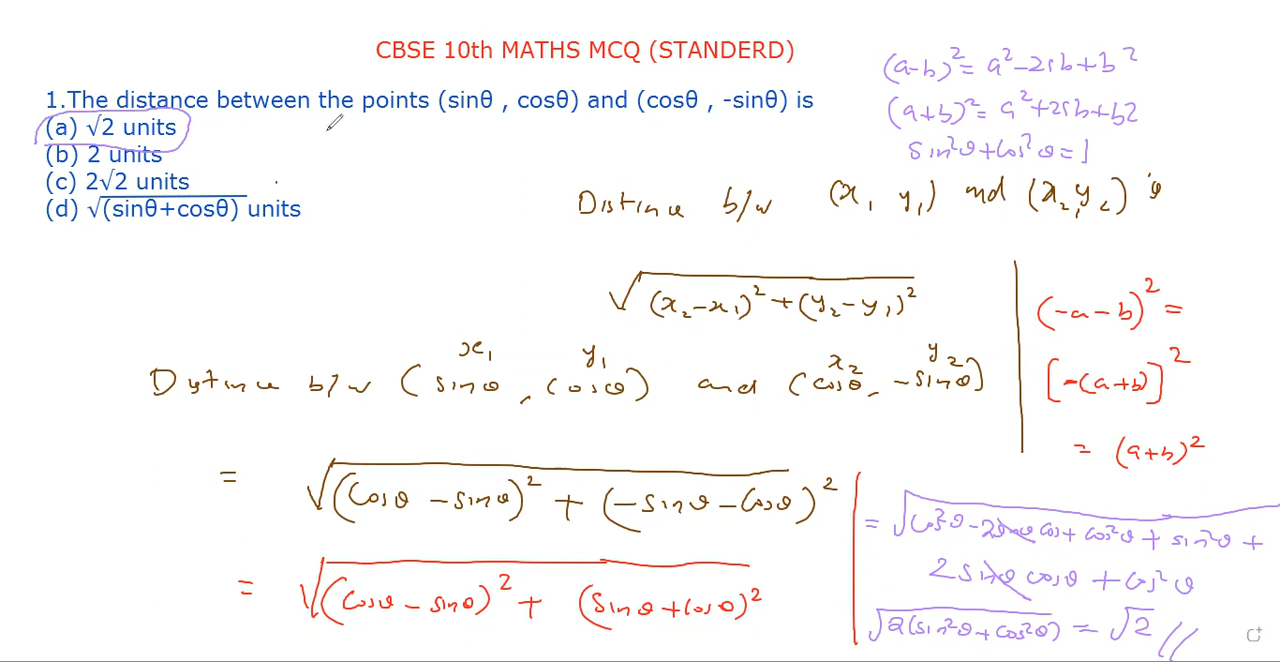 CBSE 10th MATHS MCQ (STANDERD)
(a-b)² = a² - 2ab + b²
1.The distance between the points (sinθ , cosθ) and (cosθ , -sinθ) is
(a+b)² = a² + 2ab + b2
(a) √2 units
sin²θ + cos²θ = 1
(b) 2 units
(c) 2√2 units
(d) √(sinθ+cosθ) units
Distance b/w (x₁ y₁) and (x₂, y₂) is
√(x₂-x₁)² + (y₂-y₁)²
x₁ y₁ x₂ y₂
Distance b/w (sinθ, cosθ) and (cosθ, -sinθ)
= √(cosθ - sinθ)² + (-sinθ - cosθ)²
= √(cosθ - sinθ)² + (sinθ + cosθ)²
(-a-b)² =
[-(a+b)]²
= (a+b)²
= √cos²θ - 2sinθ cos + cos²θ + sin²θ +
2sinθ cosθ + cos²θ
√2(sin²θ + cos²θ) = √2 //